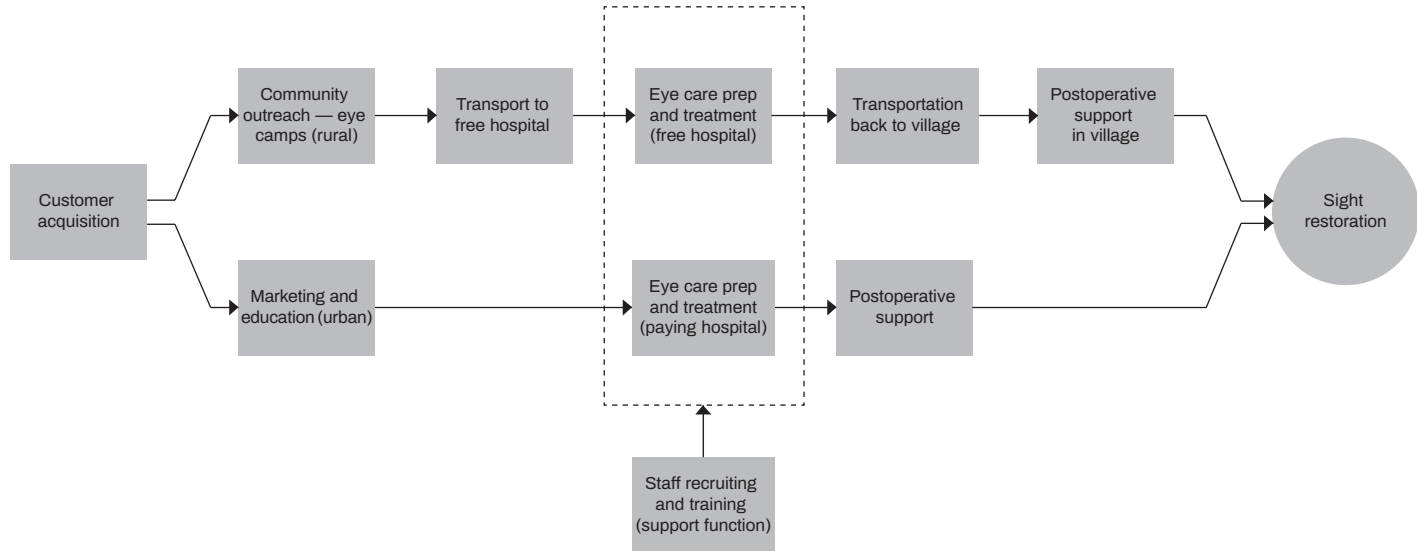 Customer
acquisition
Community
outreach — eye
camps (rural)
Transport to
free hospital
Eye care prep
and treatment
(free hospital)
Transportation
back to village
Postoperative
support
in village
Marketing and
education (urban)
Eye care prep
and treatment
(paying hospital)
Postoperative
support
Sight
restoration
Staff recruiting
and training
(support function)